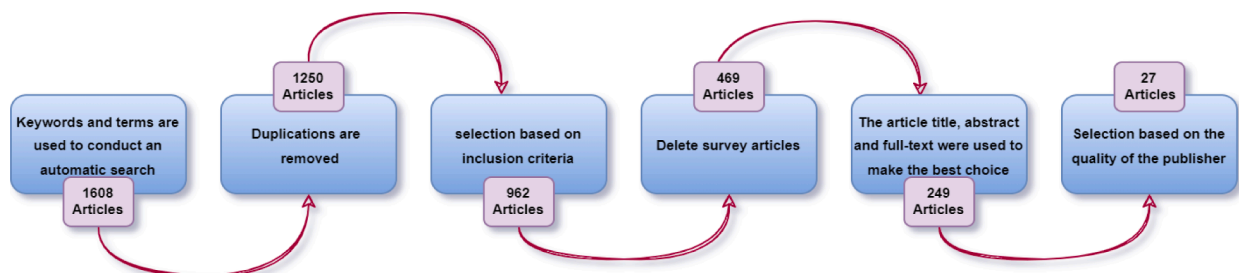 Keywords and terms are
used to conduct an
automatic search
1608
Articles
1250
Articles
Duplications are
removed
selection based on
inclusion criteria
962
Articles
469
Articles
Delete survey articles
The article title, abstract
and full-text were used to
make the best choice
249
Articles
27
Articles
Selection based on the
quality of the publisher